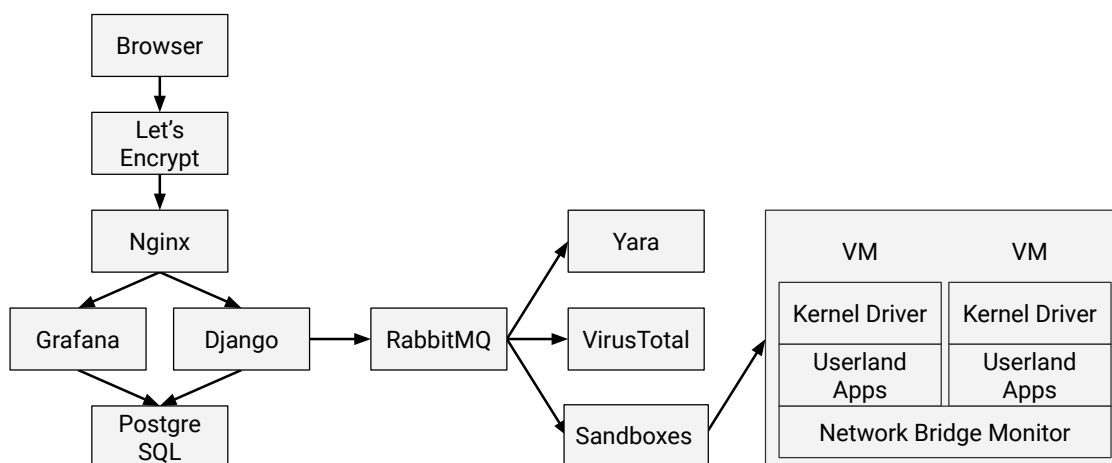 Browser
Let’s
Encrypt
Nginx
Grafana
Django
Postgre
SQL
RabbitMQ
Yara
VirusTotal
Sandboxes
VM
VM
Kernel Driver
Kernel Driver
Userland
Apps
Userland
Apps
Network Bridge Monitor